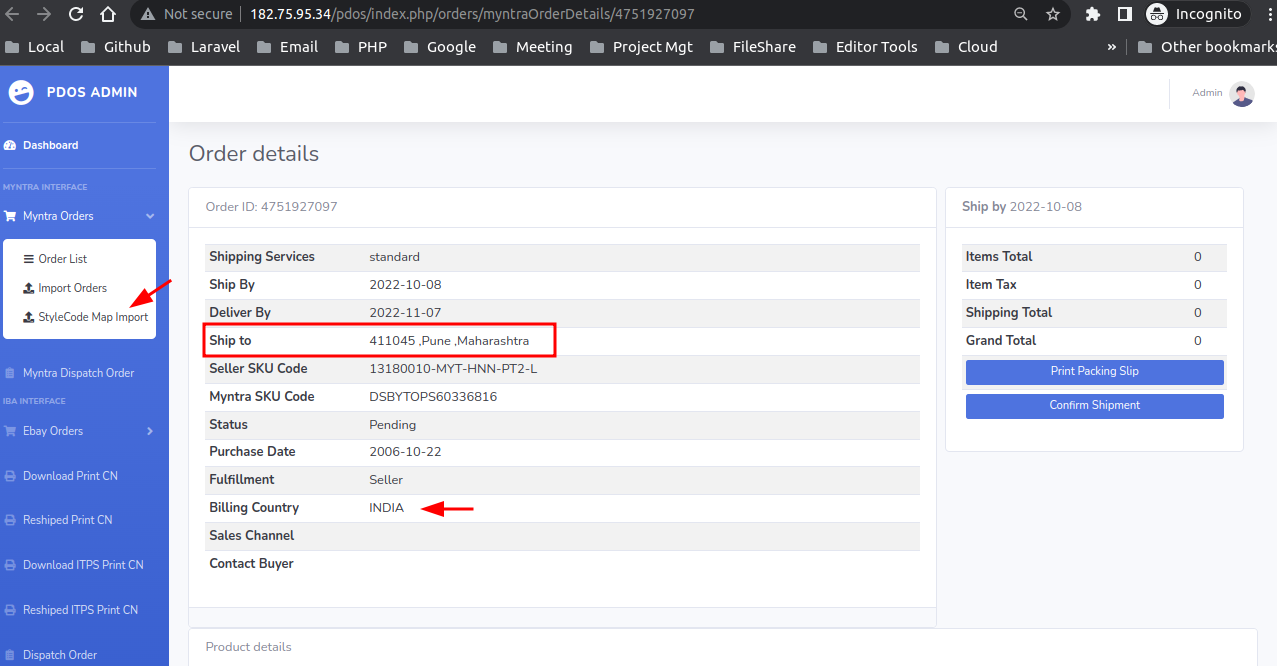 Not secure | 182.75.95.34/pdos/index.php/orders/myntraOrderDetails/4751927097 Incognito
Local Github Laravel Email PHP Google Meeting Project Mgt FileShare Editor Tools Cloud » Other bookmarks
PDOS ADMIN
Dashboard
MYNTRA INTERFACE
Myntra Orders
Order List
Import Orders
StyleCode Map Import
Myntra Dispatch Order
IBA INTERFACE
Ebay Orders
Download Print CN
Reshiped Print CN
Download ITPS Print CN
Reshiped ITPS Print CN
Dispatch Order
Admin
Order details
Order ID: 4751927097
Shipping Services standard
Ship By 2022-10-08
Deliver By 2022-11-07
Ship to 411045 ,Pune ,Maharashtra
Seller SKU Code 13180010-MYT-HNN-PT2-L
Myntra SKU Code DSBYTOPS60336816
Status Pending
Purchase Date 2006-10-22
Fulfillment Seller
Billing Country INDIA
Sales Channel
Contact Buyer
Ship by 2022-10-08
Items Total 0
Item Tax 0
Shipping Total 0
Grand Total 0
Print Packing Slip
Confirm Shipment
Product details